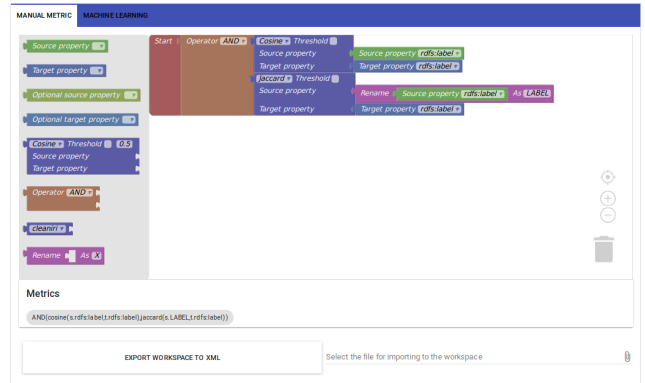 MANUAL METRIC MACHINE LEARNING
Source property
Target property
Optional source property
Optional target property
Cosine Threshold 0.5
Source property
Target property
Operator AND
cleaniri
Rename As X
Start Operator AND Cosine Threshold
Source property Source property rdfs:label
Target property Target property rdfs:label
Jaccard Threshold
Source property Rename Source property rdfs:label As LABEL
Target property Target property rdfs:label
Metrics
AND(cosine(s.rdfs:label,t.rdfs:label),jaccard(s.LABEL,t.rdfs:label))
EXPORT WORKSPACE TO XML
Select the file for importing to the workspace